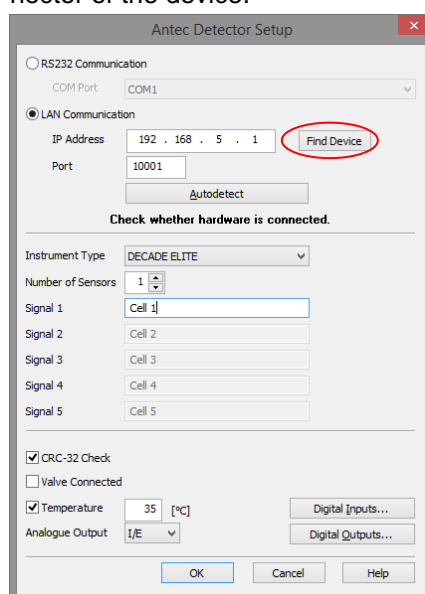 nector of the device.
Antec Detector Setup
RS232 Communication
COM Port COM1
LAN Communication
IP Address 192 . 168 . 5 . 1 Find Device
Port 10001
Autodetect
Check whether hardware is connected.
Instrument Type DECADE ELITE
Number of Sensors 1
Signal 1 Cell 1
Signal 2 Cell 2
Signal 3 Cell 3
Signal 4 Cell 4
Signal 5 Cell 5
CRC-32 Check
Valve Connected
Temperature 35 [°C] Digital Inputs...
Analogue Output I/E Digital Outputs...
OK Cancel Help